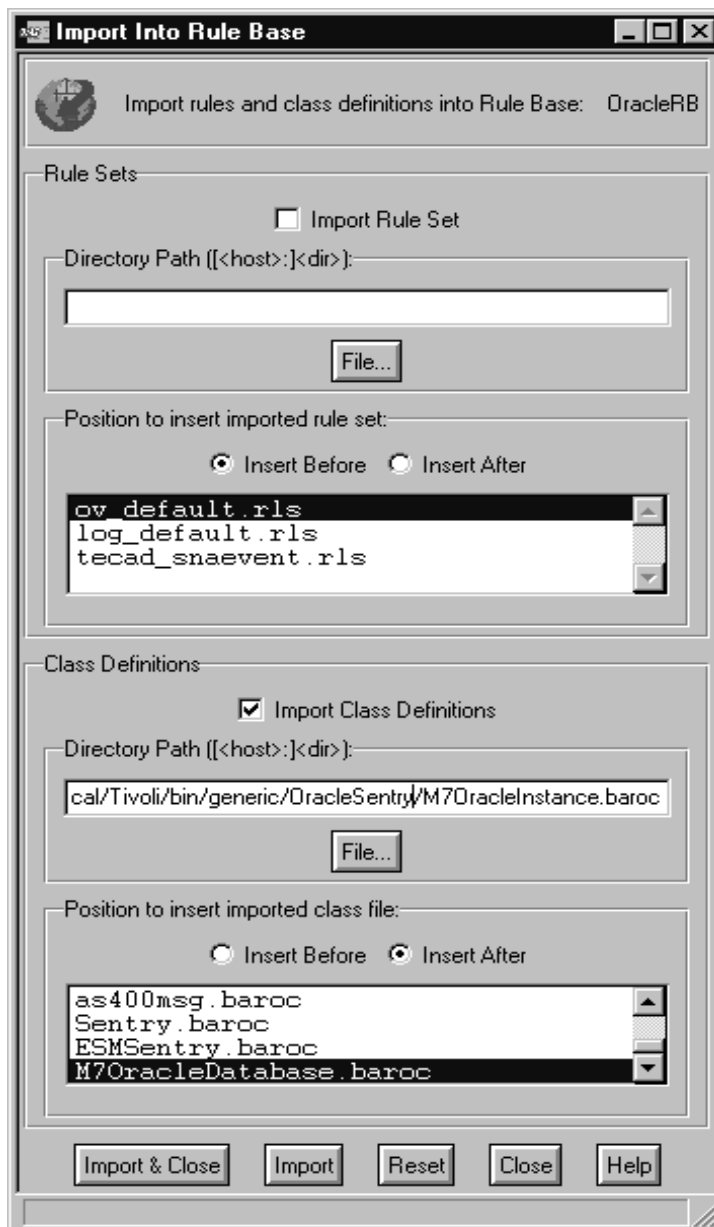 Import Into Rule Base
Import rules and class definitions into Rule Base: OracleRB
Rule Sets
Import Rule Set
Directory Path ([<host>:]<dir>):
File...
Position to insert imported rule set:
Insert Before Insert After
ov_default.rls
log_default.rls
tecad_snaevent.rls
Class Definitions
Import Class Definitions
Directory Path ([<host>:]<dir>):
cal/Tivoli/bin/generic/OracleSentry/M7OracleInstance.baroc
File...
Position to insert imported class file:
Insert Before Insert After
as400msg.baroc
Sentry.baroc
ESMSentry.baroc
M7OracleDatabase.baroc
Import & Close Import Reset Close Help